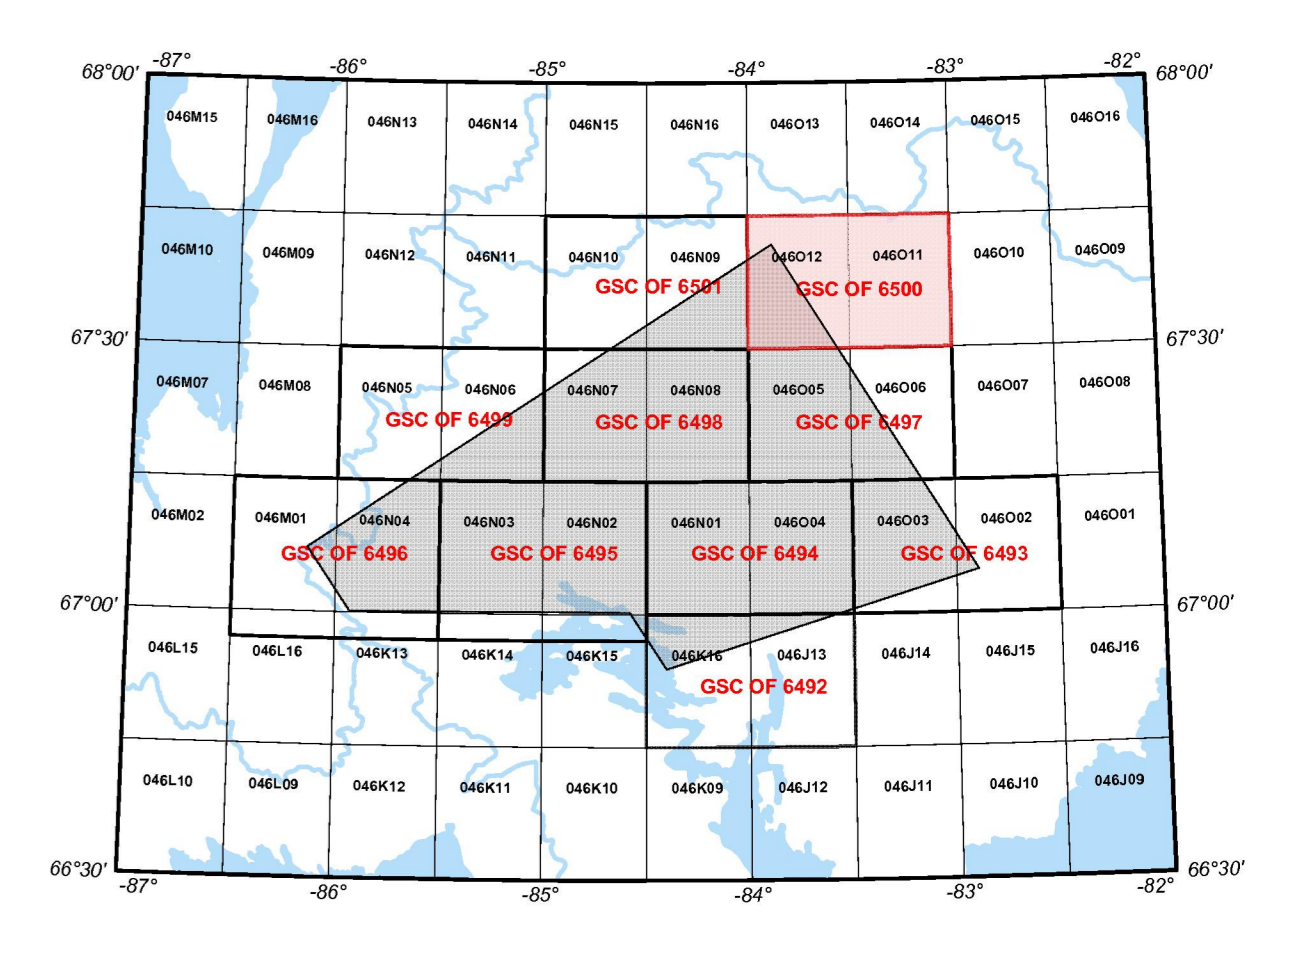 -87° -86° -85° -84° -83° -82°
68°00' 68°00'
046M15 046M16 046N13 046N14 046N15 046N16 046O13 046O14 046O15 046O16
046M10 046M09 046N12 046N11 046N10 046N09 046O12 046O11 046O10 046O09
GSC OF 6501 GSC OF 6500
67°30' 67°30'
046M07 046M08 046N05 046N06 046N07 046N08 046O05 046O06 046O07 046O08
GSC OF 6499 GSC OF 6498 GSC OF 6497
046M02 046M01 046N04 046N03 046N02 046N01 046O04 046O03 046O02 046O01
GSC OF 6496 GSC OF 6495 GSC OF 6494 GSC OF 6493
67°00' 67°00'
046L15 046L16 046K13 046K14 046K15 046K16 046J13 046J14 046J15 046J16
GSC OF 6492
046L10 046L09 046K12 046K11 046K10 046K09 046J12 046J11 046J10 046J09
66°30' 66°30'
-87° -86° -85° -84° -83° -82°